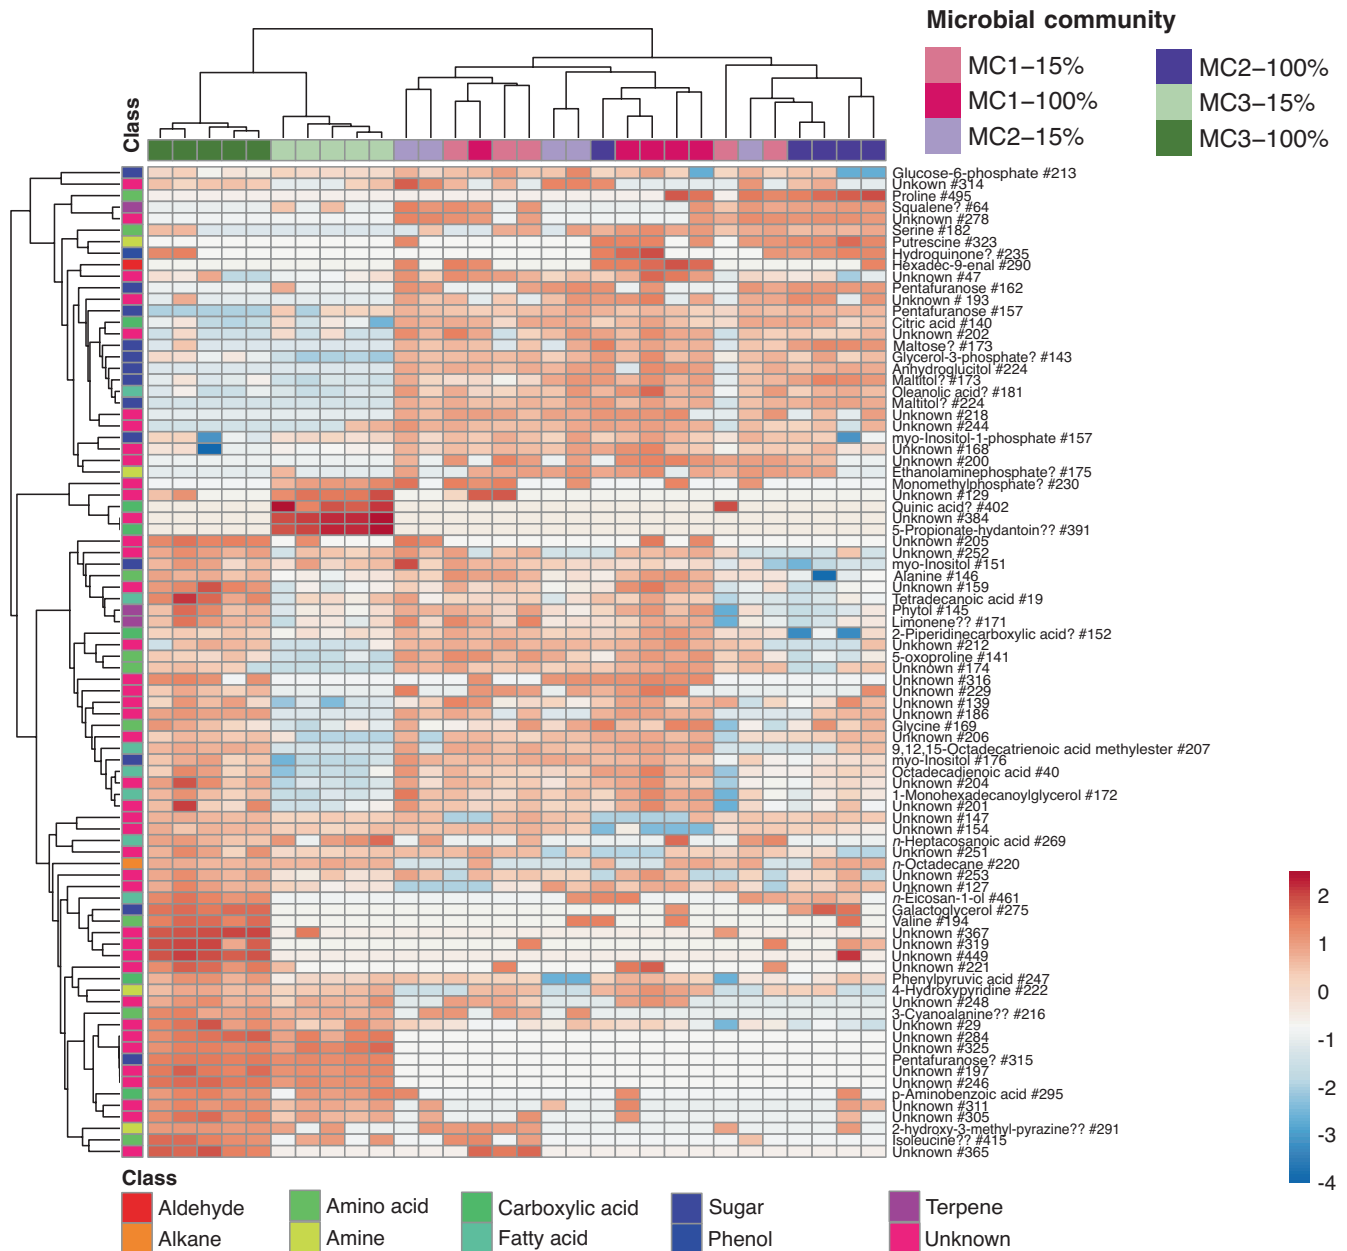 Microbial community
MC1–15%
MC2–100%
MC1–100%
MC3–15%
MC2–15%
MC3–100%
Class
Glucose-6-phosphate #213
Unkown #314
Proline #495
Squalene? #64
Unknown #278
Serine #182
Putrescine #323
Hydroquinone? #235
Hexadec-9-enal #290
Unknown #47
Pentafuranose #162
Unknown # 193
Pentafuranose #157
Citric acid #140
Unknown #202
Maltose? #173
Glycerol-3-phosphate? #143
Anhydroglucitol #224
Maltitol? #173
Oleanolic acid? #181
Maltitol? #224
Unknown #218
Unknown #244
myo-Inositol-1-phosphate #157
Unknown #168
Unknown #200
Ethanolaminephosphate? #175
Monomethylphosphate? #230
Unknown #129
Quinic acid? #402
Unknown #384
5-Propionate-hydantoin?? #391
Unknown #205
Unknown #252
myo-Inositol #151
Alanine #146
Unknown #159
Tetradecanoic acid #19
Phytol #145
Limonene?? #171
2-Piperidinecarboxylic acid? #152
Unknown #212
5-oxoproline #141
Unknown #174
Unknown #316
Unknown #229
Unknown #139
Unknown #186
Glycine #169
Unknown #206
9,12,15-Octadecatrienoic acid methylester #207
myo-Inositol #176
Octadecadienoic acid #40
Unknown #204
1-Monohexadecanoylglycerol #172
Unknown #201
Unknown #147
Unknown #154
n-Heptacosanoic acid #269
Unknown #251
n-Octadecane #220
Unknown #253
Unknown #127
n-Eicosan-1-ol #461
Galactoglycerol #275
Valine #194
Unknown #367
Unknown #319
Unknown #449
Unknown #221
Phenylpyruvic acid #247
4-Hydroxypyridine #222
Unknown #248
3-Cyanoalanine?? #216
Unknown #29
Unknown #284
Unknown #325
Pentafuranose? #315
Unknown #197
Unknown #246
p-Aminobenzoic acid #295
Unknown #311
Unknown #305
2-hydroxy-3-methyl-pyrazine?? #291
Isoleucine?? #415
Unknown #365
2
1
0
-1
-2
-3
-4
Class
Aldehyde
Amino acid
Carboxylic acid
Sugar
Terpene
Alkane
Amine
Fatty acid
Phenol
Unknown